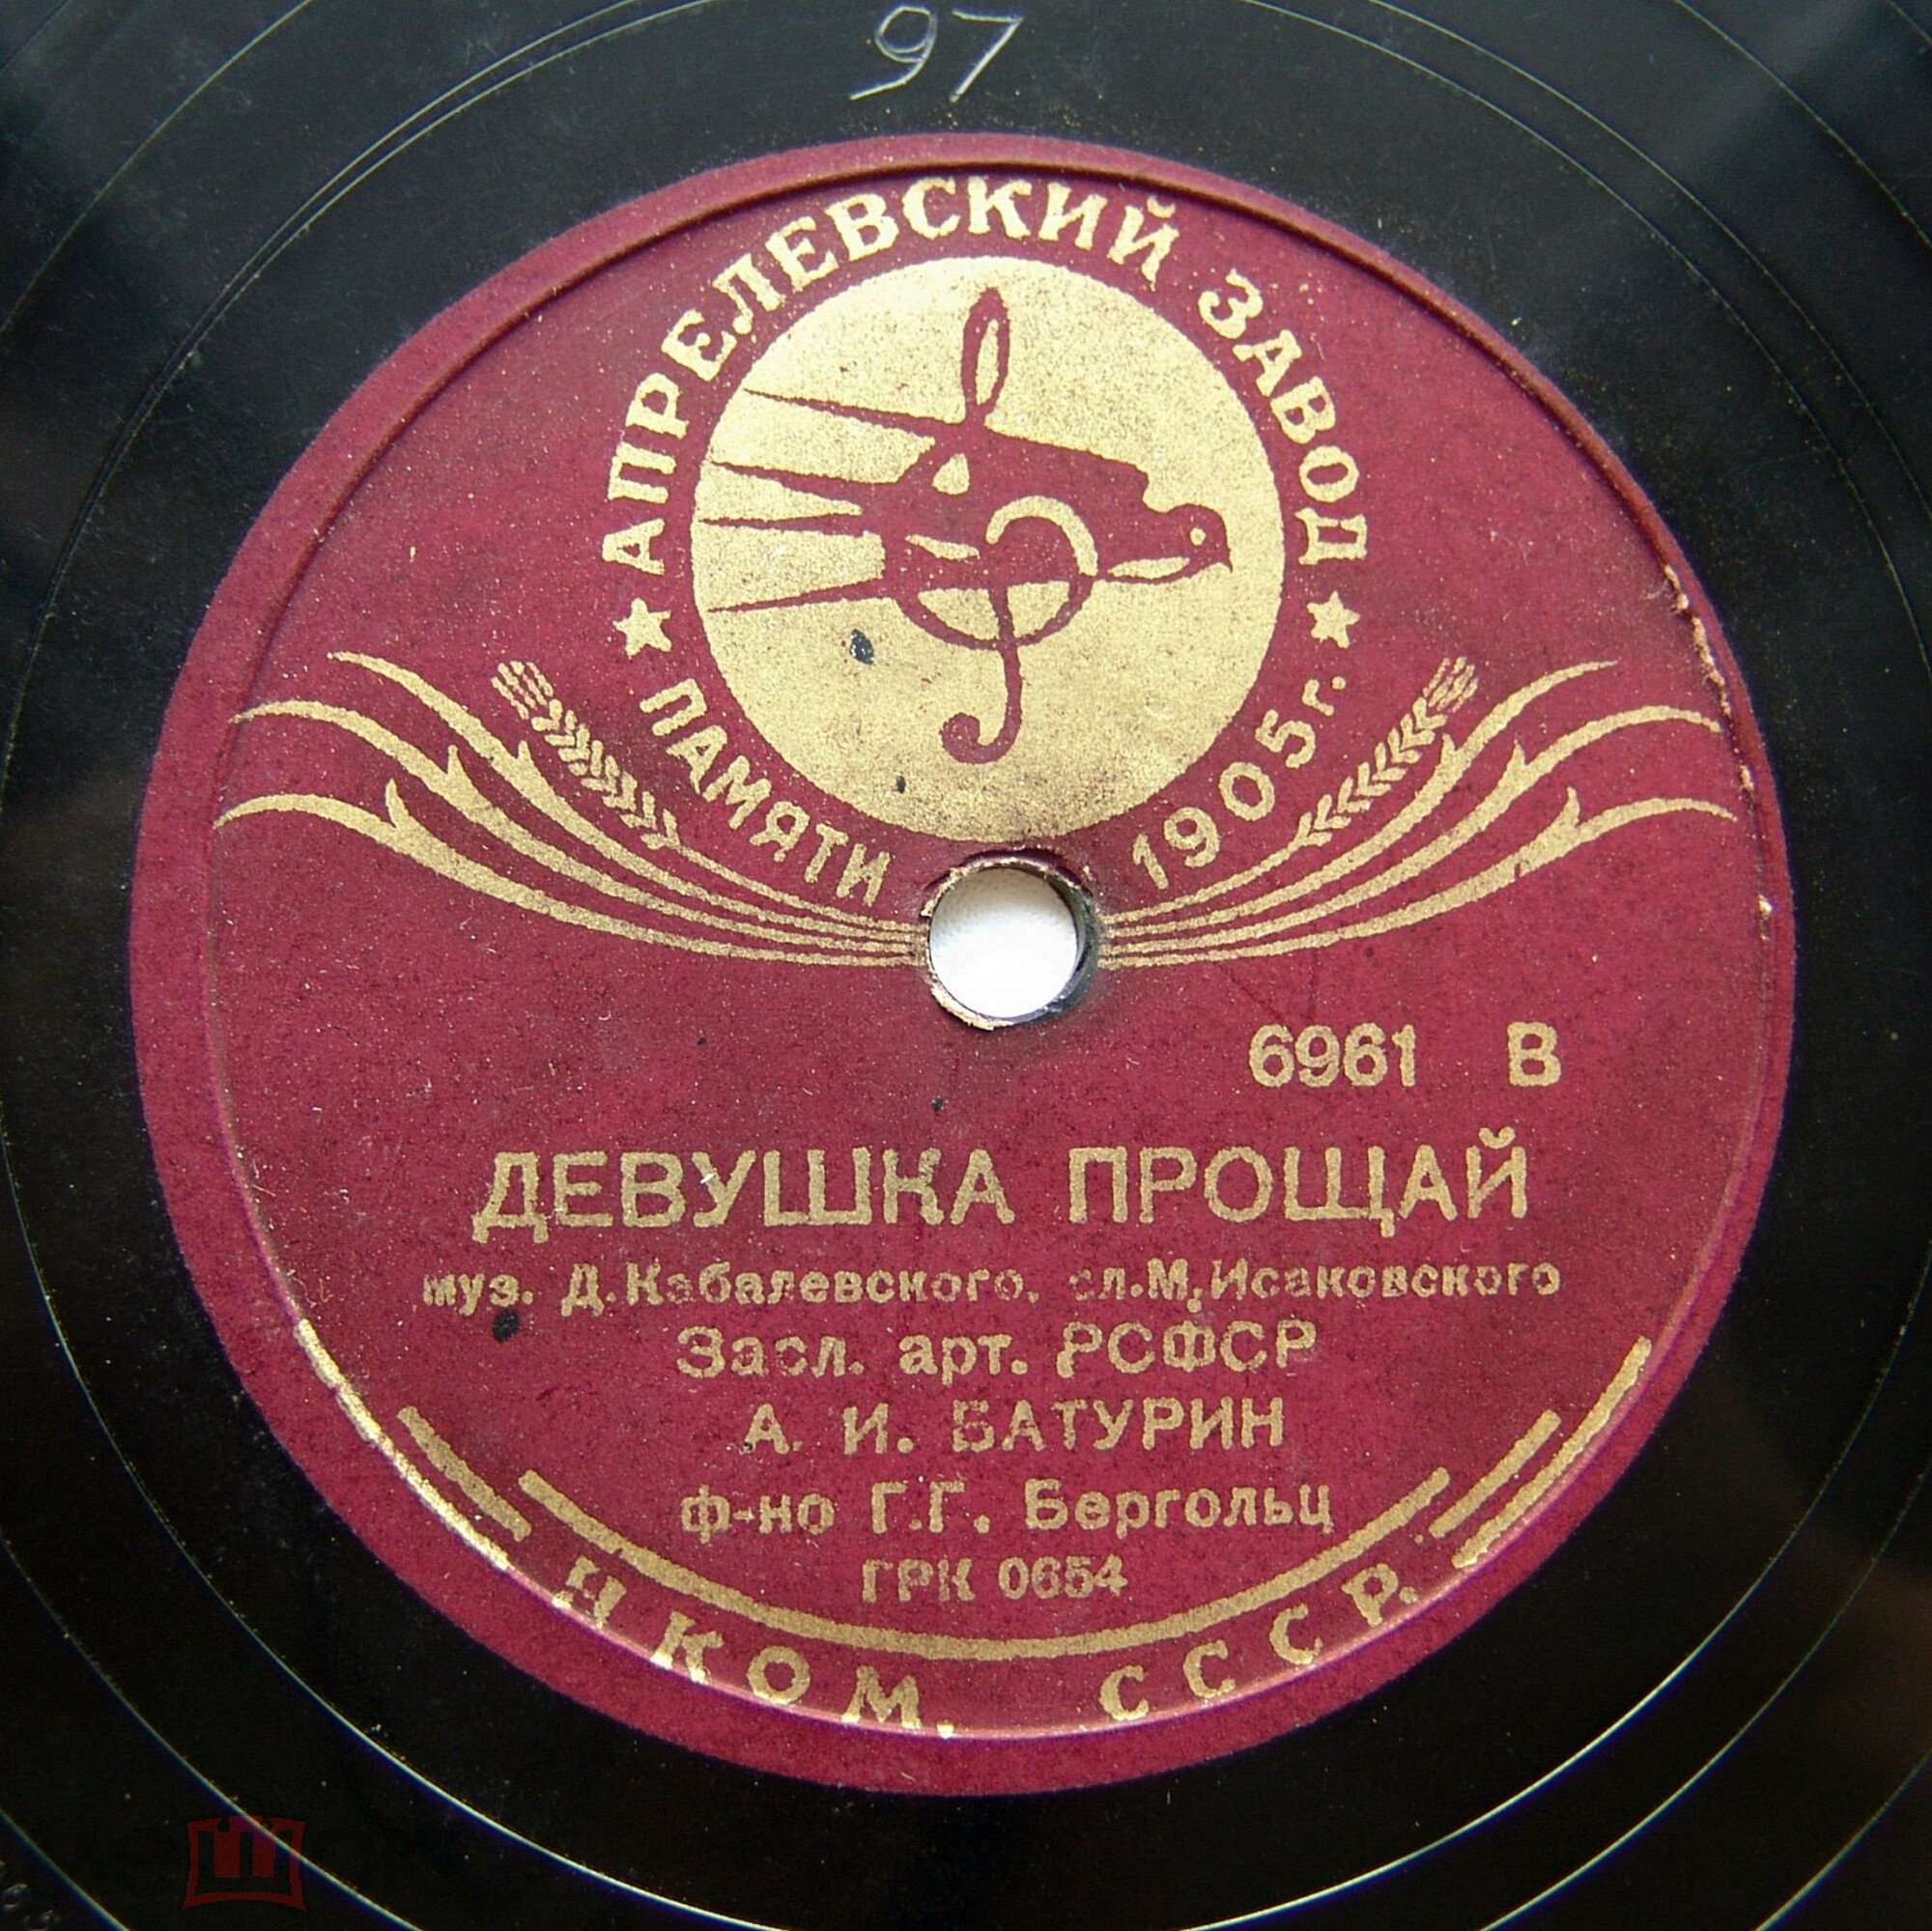 97
АПРЕЛЕВСКИЙ ЗАВОД
ПАМЯТИ 1905г.
6961 В
ДЕВУШКА ПРОЩАЙ
муз. Д.Кабалевского, сл.М.Исаковского
Засл. арт. РСФСР
А. И. БАТУРИН
ф-но Г.Г. Бергольц
ГРК 0654
НКОМ. СССР.